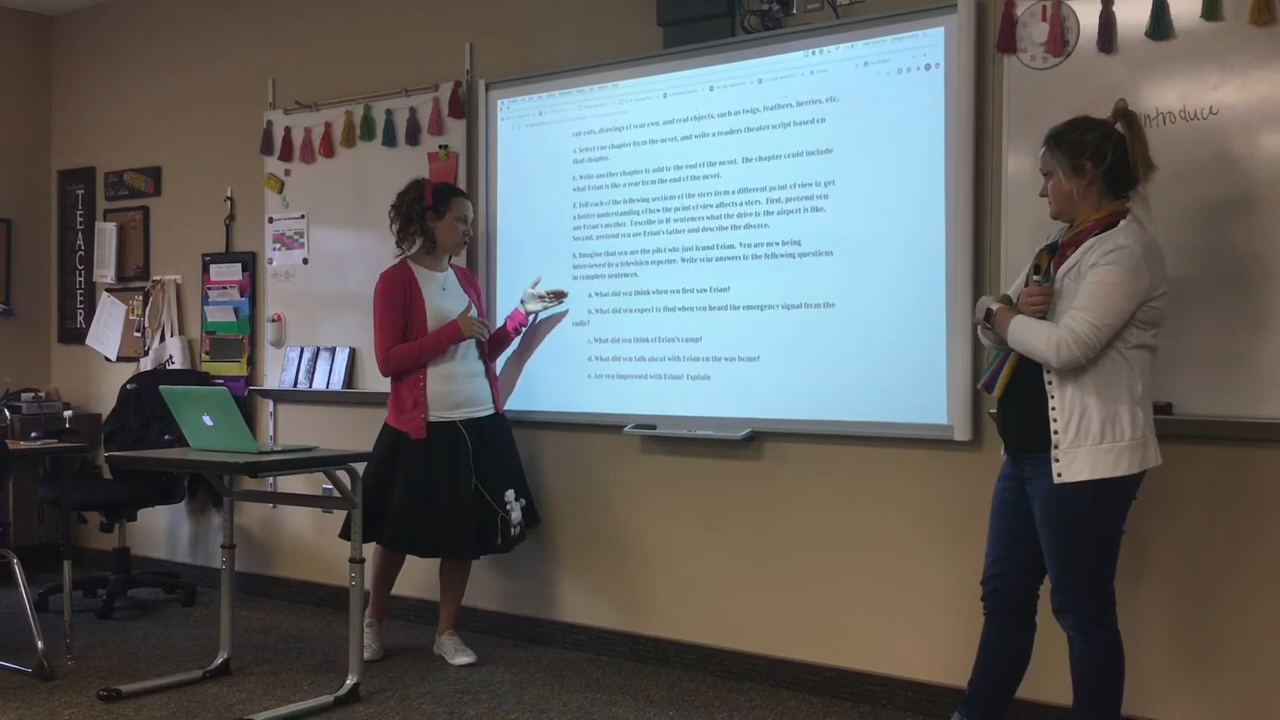 TEACHER
introduce
cut-outs, drawings of your own, and real objects, such as twigs, feathers, berries, etc.
5. Select one chapter from the novel, and write a readers theater script based on
that chapter.
6. Write another chapter to add to the end of the novel. The chapter could include
what Brian is like a year from the end of the novel.
7. Tell each of the following sections of the story from a different point of view to get
a better understanding of how the point of view affects a story. First, pretend you
are Brian's mother. Describe in 10 sentences what the drive to the airport is like.
Second, pretend you are Brian's father and describe the divorce.
8. Imagine that you are the pilot who just found Brian. You are now being
interviewed by a television reporter. Write your answers to the following questions
in complete sentences.
a. What did you think when you first saw Brian?
b. What did you expect to find when you heard the emergency signal from the
radio?
c. What did you think of Brian's camp?
d. What did you talk about with Brian on the way home?
e. Are you impressed with Brian? Explain